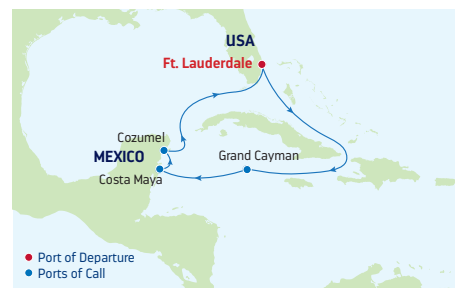 USA
Ft. Lauderdale
Cozumel
MEXICO
Grand Cayman
Costa Maya
Port of Departure
Ports of Call